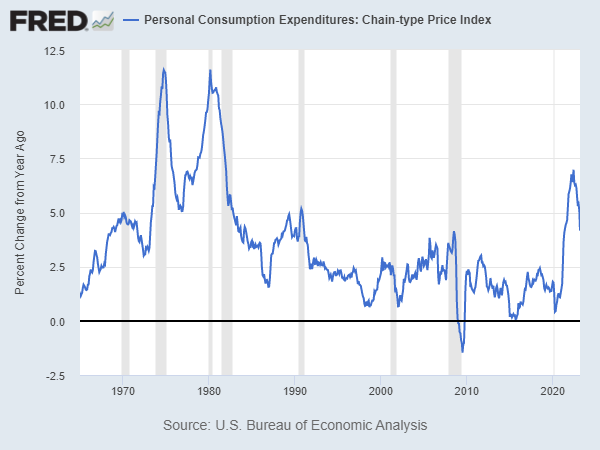 FRED
Personal Consumption Expenditures: Chain-type Price Index
Percent Change from Year Ago
12.5
10.0
7.5
5.0
2.5
0.0
-2.5
1970 1980 1990 2000 2010 2020
Source: U.S. Bureau of Economic Analysis